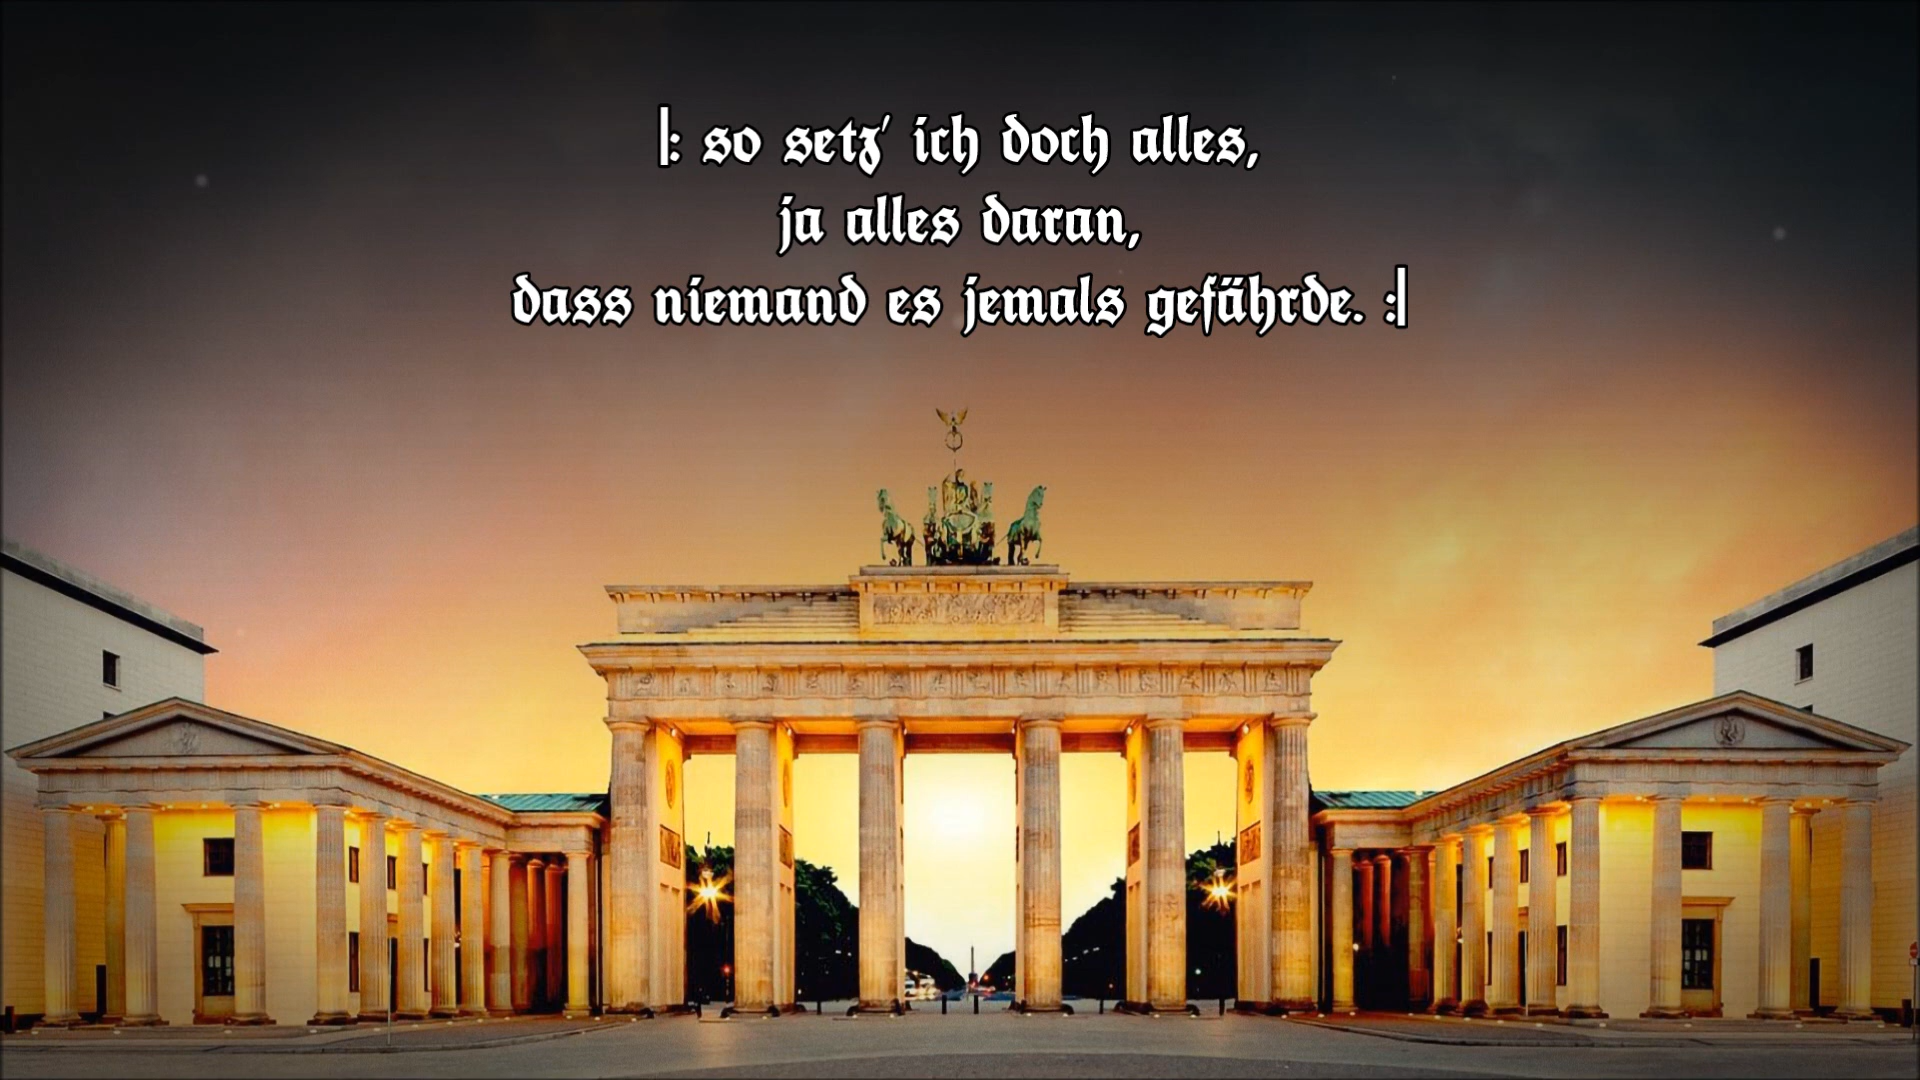 |: so setz' ich doch alles,
ja alles daran,
dass niemand es jemals gefährde. :|